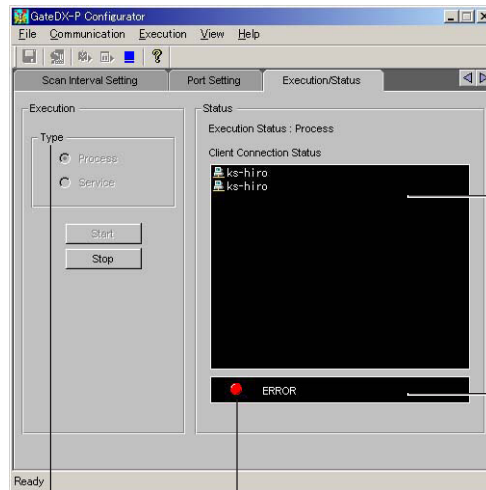 GateDX-P Configurator
File Communication Execution View Help
Scan Interval Setting Port Setting Execution/Status
Execution
Type
Process
Service
Start
Stop
Status
Execution Status : Process
Client Connection Status
ks-hiro
ks-hiro
ERROR
Ready